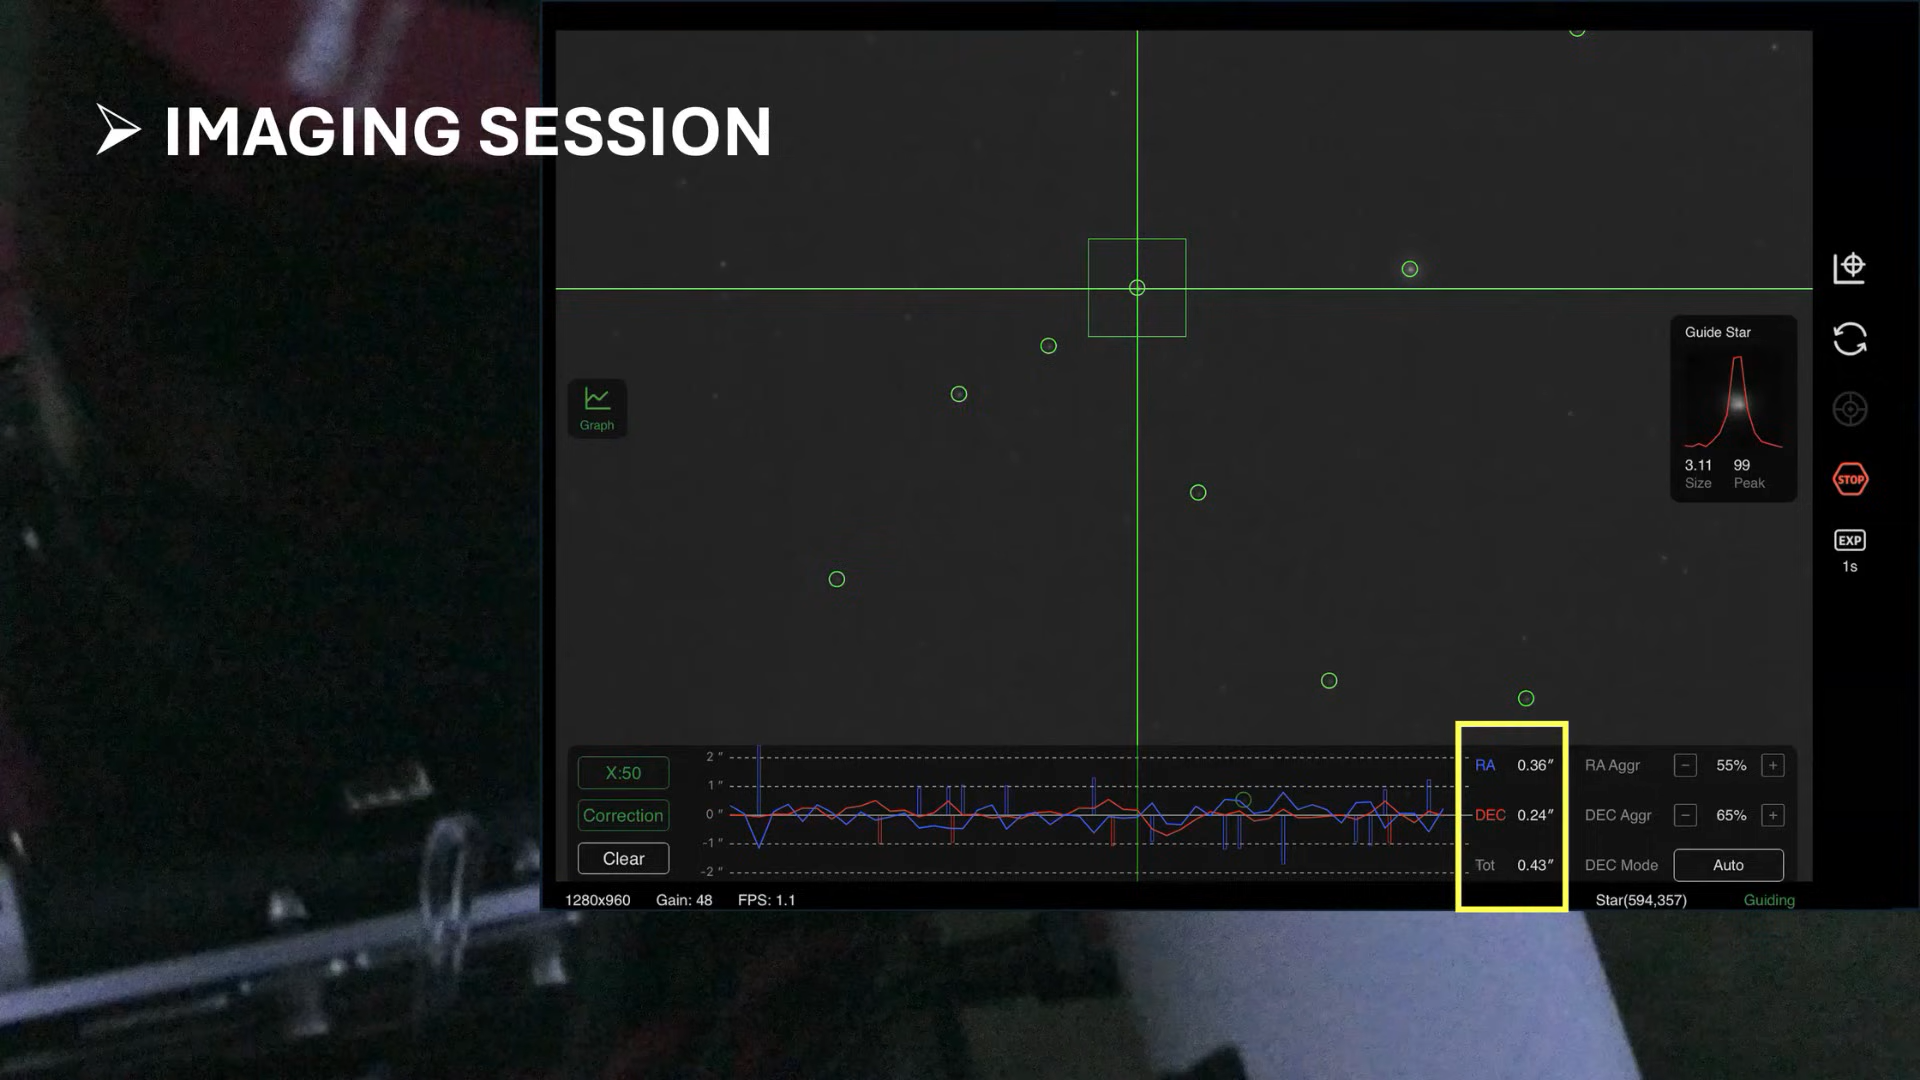 ➢ IMAGING SESSION
Guide Star
3.11 99
Size Peak
Graph
STOP
EXP
1s
X:50
Correction
Clear
2 ″
1 ″
0 ″
-1 ″
-2 ″
RA 0.36″
DEC 0.24″
Tot 0.43″
RA Aggr − 55% +
DEC Aggr − 65% +
DEC Mode Auto
1280x960 Gain: 48 FPS: 1.1 Star(594,357) Guiding